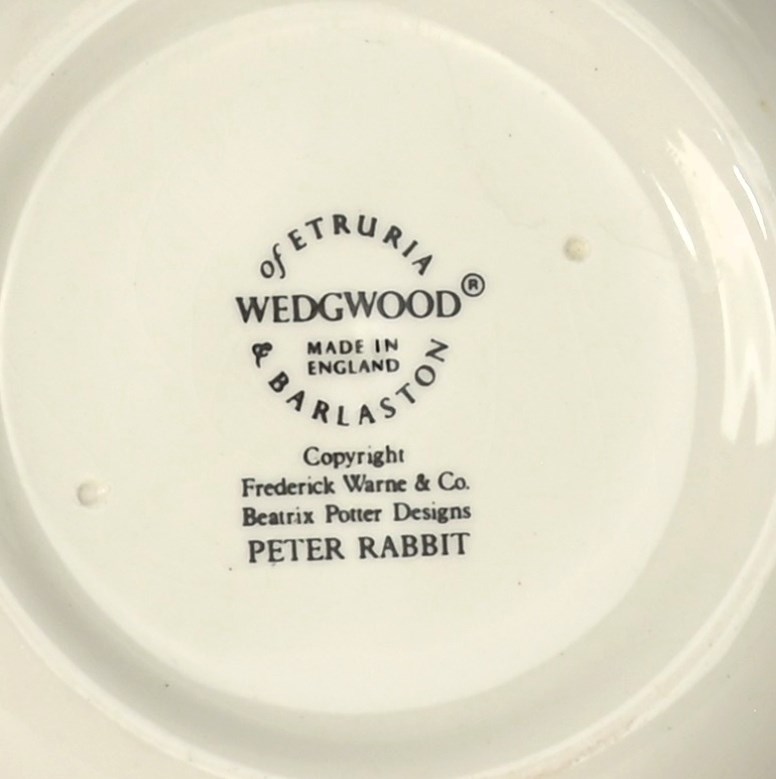 of ETRURIA
WEDGWOOD®
MADE IN
ENGLAND
& BARLASTON
Copyright
Frederick Warne & Co.
Beatrix Potter Designs
PETER RABBIT